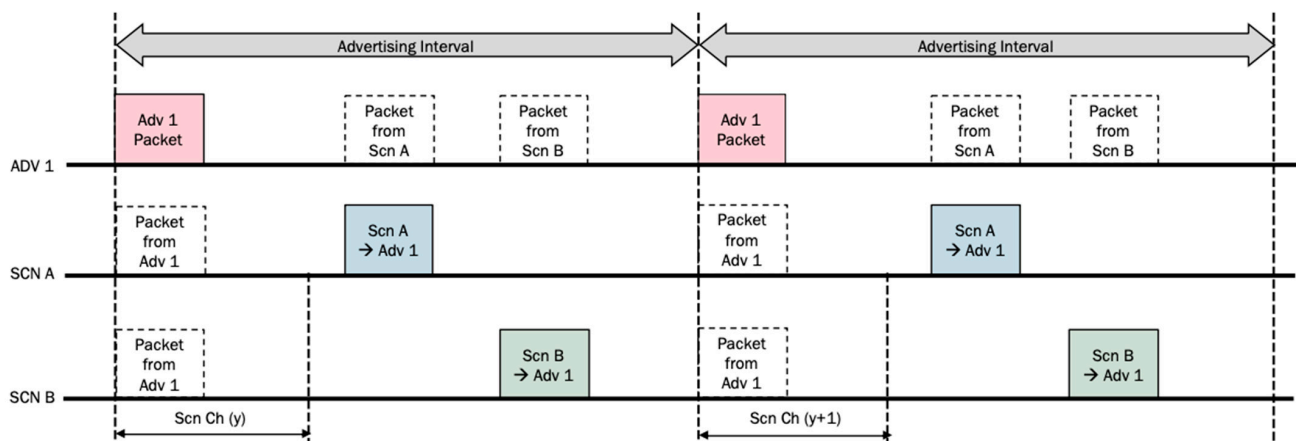 Advertising Interval
Advertising Interval
Adv 1
Packet
Packet
from
Scn A
Packet
from
Scn B
Adv 1
Packet
Packet
from
Scn A
Packet
from
Scn B
ADV 1
Packet
from
Adv 1
Scn A
→ Adv 1
Packet
from
Adv 1
Scn A
→ Adv 1
SCN A
Packet
from
Adv 1
Scn B
→ Adv 1
Packet
from
Adv 1
Scn B
→ Adv 1
SCN B
Scn Ch (y)
Scn Ch (y+1)